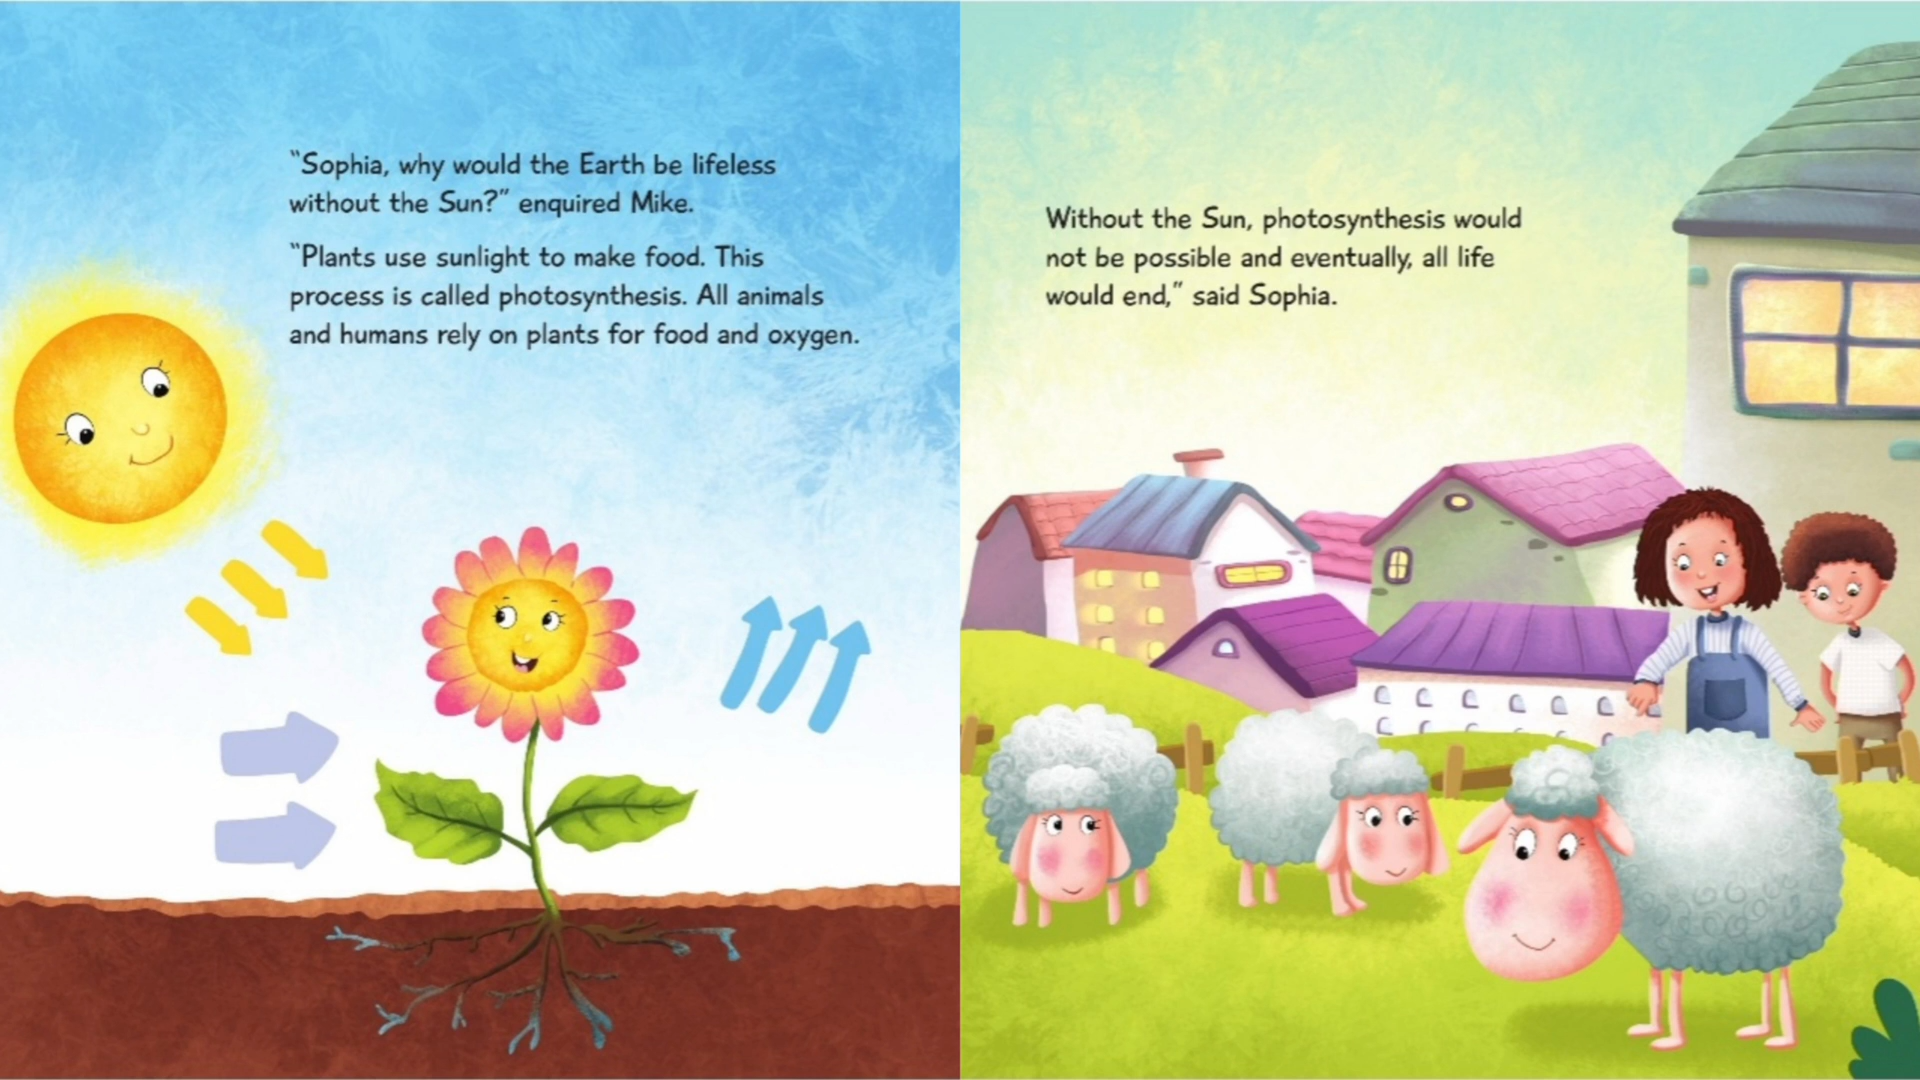 “Sophia, why would the Earth be lifeless
without the Sun?” enquired Mike.
“Plants use sunlight to make food. This
process is called photosynthesis. All animals
and humans rely on plants for food and oxygen.
Without the Sun, photosynthesis would
not be possible and eventually, all life
would end,” said Sophia.